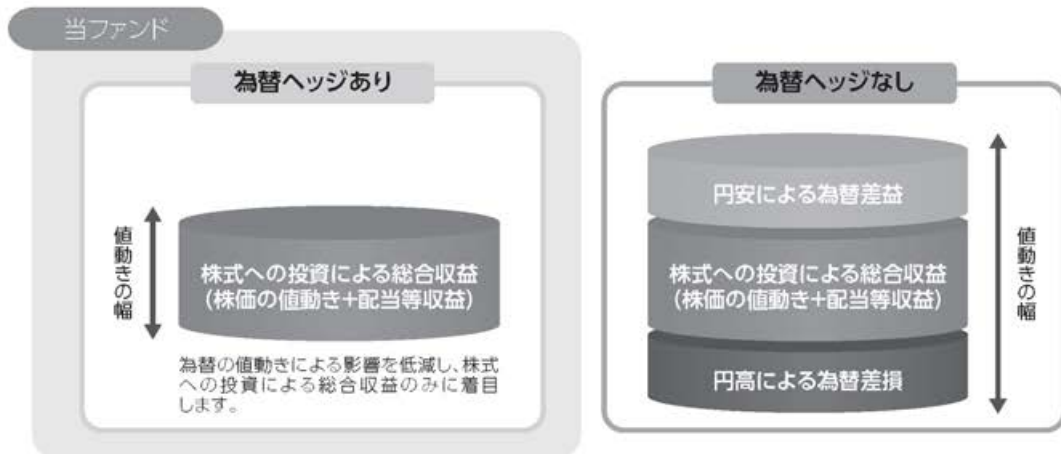 当ファンド
為替ヘッジあり
値動きの幅
株式への投資による総合収益
(株価の値動き+配当等収益)
為替の値動きによる影響を低減し、株式
への投資による総合収益のみに着目
します。
為替ヘッジなし
円安による為替差益
株式への投資による総合収益
(株価の値動き+配当等収益)
円高による為替差損
値動きの幅